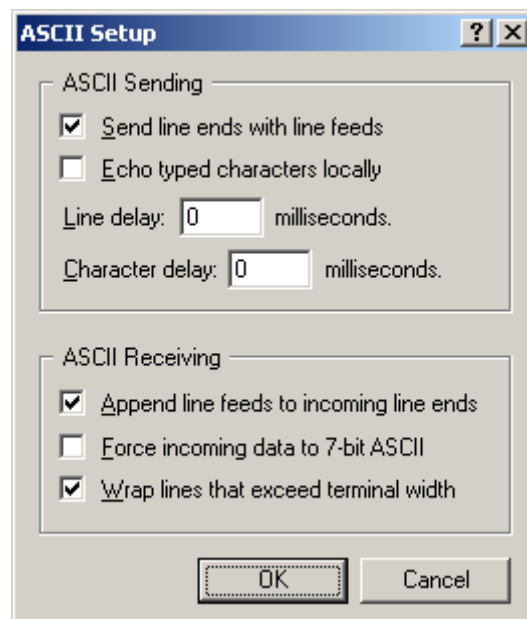 ASCII Setup
ASCII Sending
Send line ends with line feeds
Echo typed characters locally
Line delay: 0 milliseconds.
Character delay: 0 milliseconds.
ASCII Receiving
Append line feeds to incoming line ends
Force incoming data to 7-bit ASCII
Wrap lines that exceed terminal width
OK Cancel